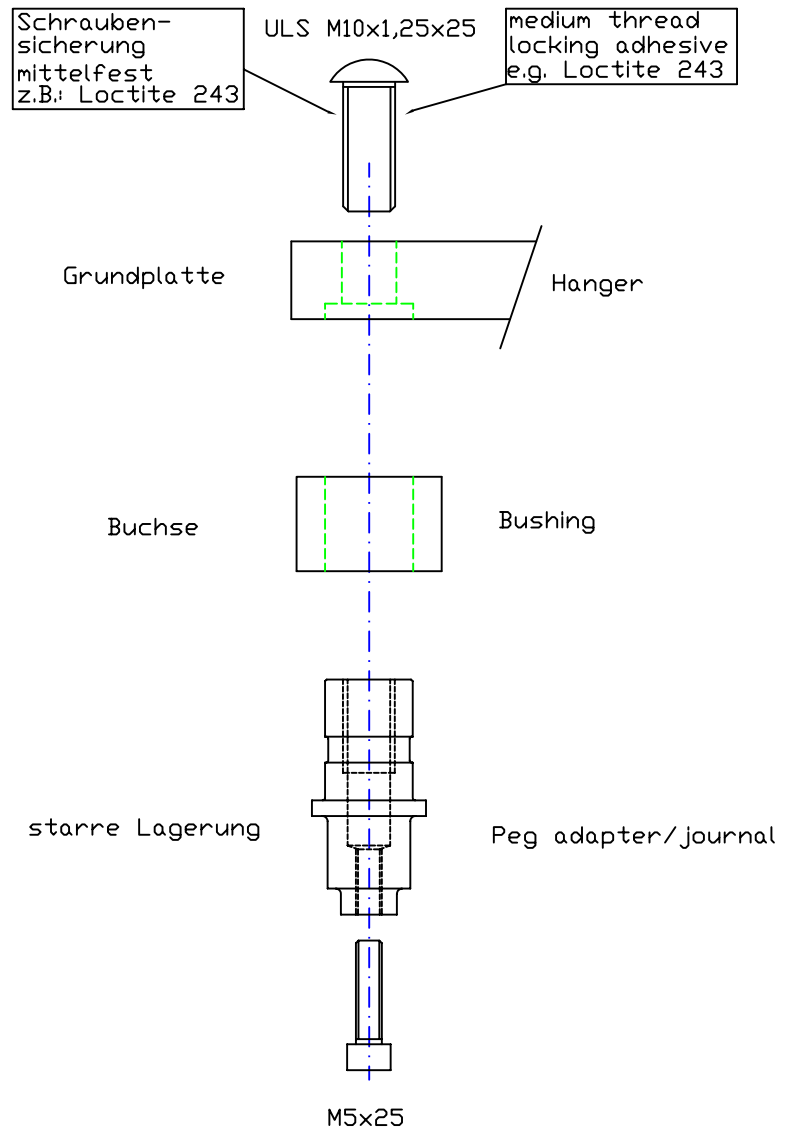 Schrauben-
sicherung
mittelfest
z.B.: Loctite 243
ULS M10x1,25x25
medium thread
locking adhesive
e.g. Loctite 243
Grundplatte
Hanger
Buchse
Bushing
starre Lagerung
Peg adapter/journal
M5x25